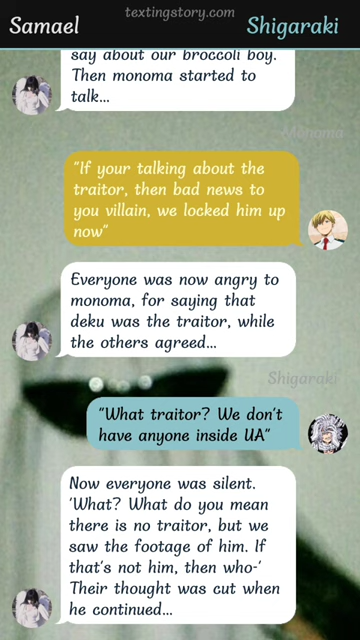 textingstory.com
Samael
Shigaraki
say about our broccoli boy.
Then monoma started to
talk...
Monoma
"If your talking about the
traitor, then bad news to
you villain, we locked him up
now"
Everyone was now angry to
monoma, for saying that
deku was the traitor, while
the others agreed...
Shigaraki
"What traitor? We don't
have anyone inside UA"
Now everyone was silent.
'What? What do you mean
there is no traitor, but we
saw the footage of him. If
that's not him, then who-'
Their thought was cut when
he continued...